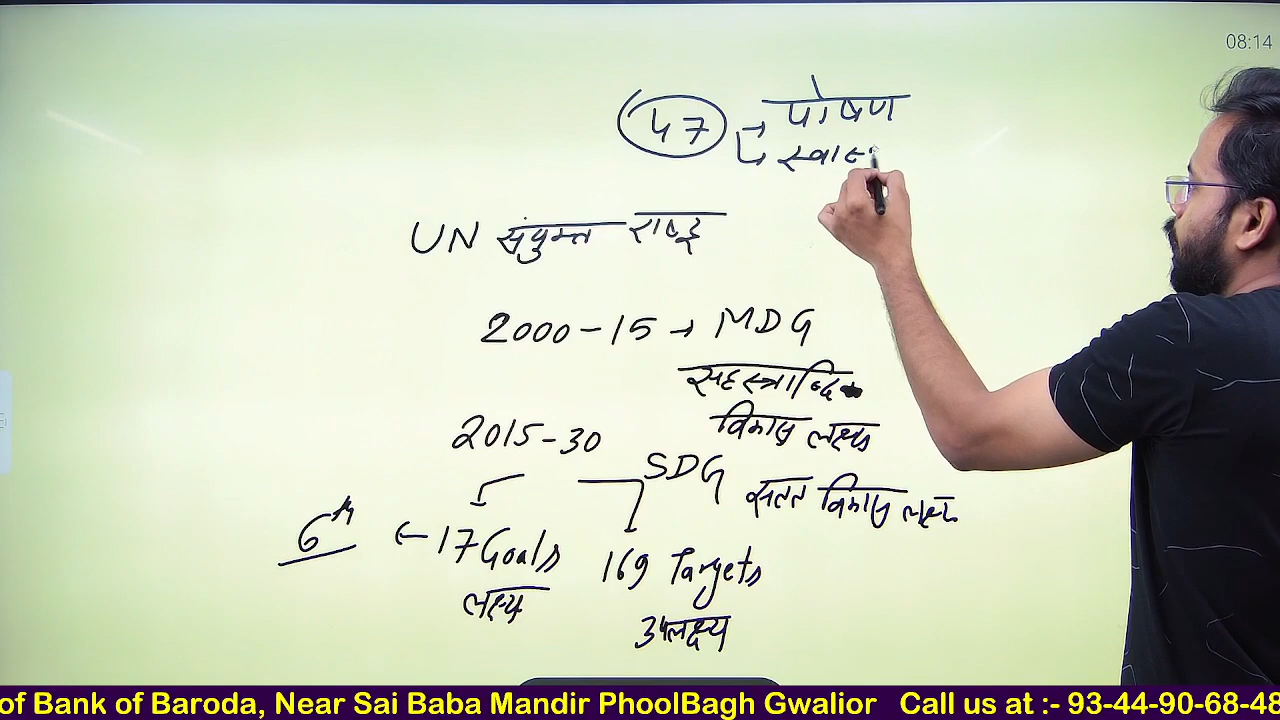 08:14
47 → पोषण
→ स्वास्
UN संयुक्त राष्ट्र
2000-15 → MDG
सहस्त्राब्दि
विकास लक्ष्य
2015-30
SDG सतत विकास लक्ष्य
6th ← 17 Goals 169 Targets
लक्ष्य
उपलक्ष्य
of Bank of Baroda, Near Sai Baba Mandir PhoolBagh Gwalior Call us at :- 93-44-90-68-48